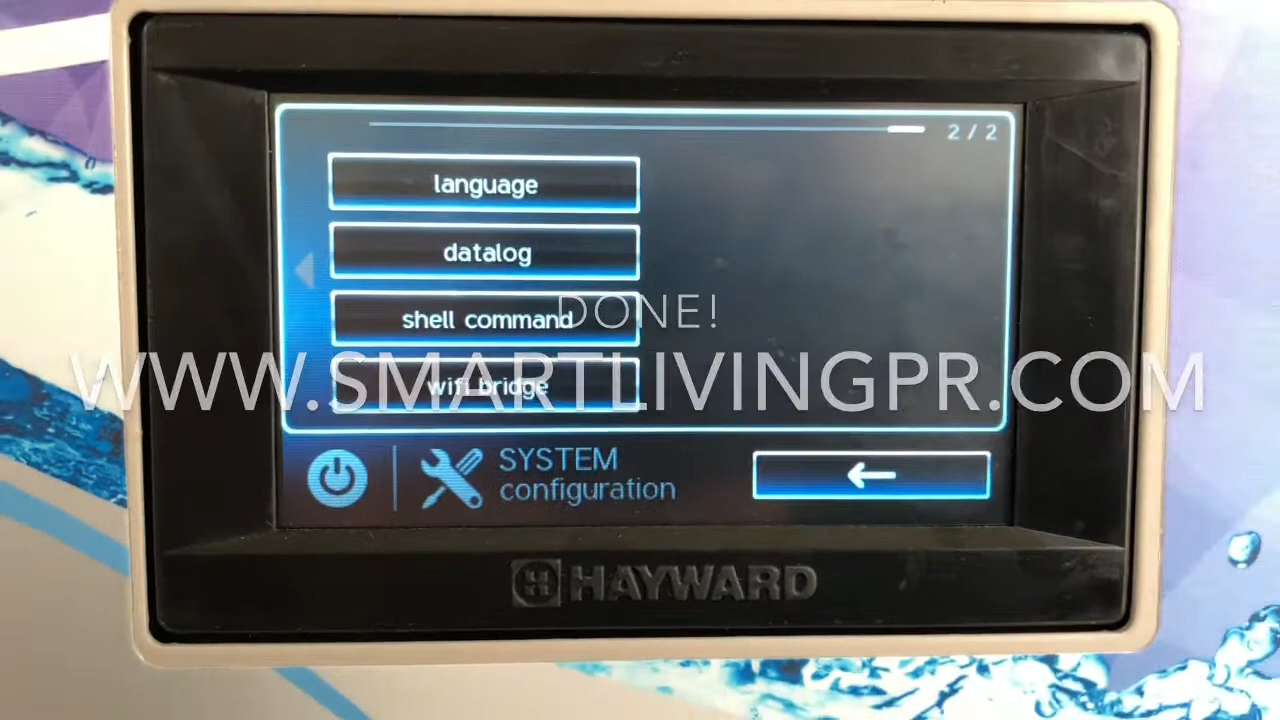 2 / 2
language
datalog
shell command
DONE!
wifi bridge
WWW.SMARTLIVINGPR.COM
SYSTEM
configuration
HAYWARD